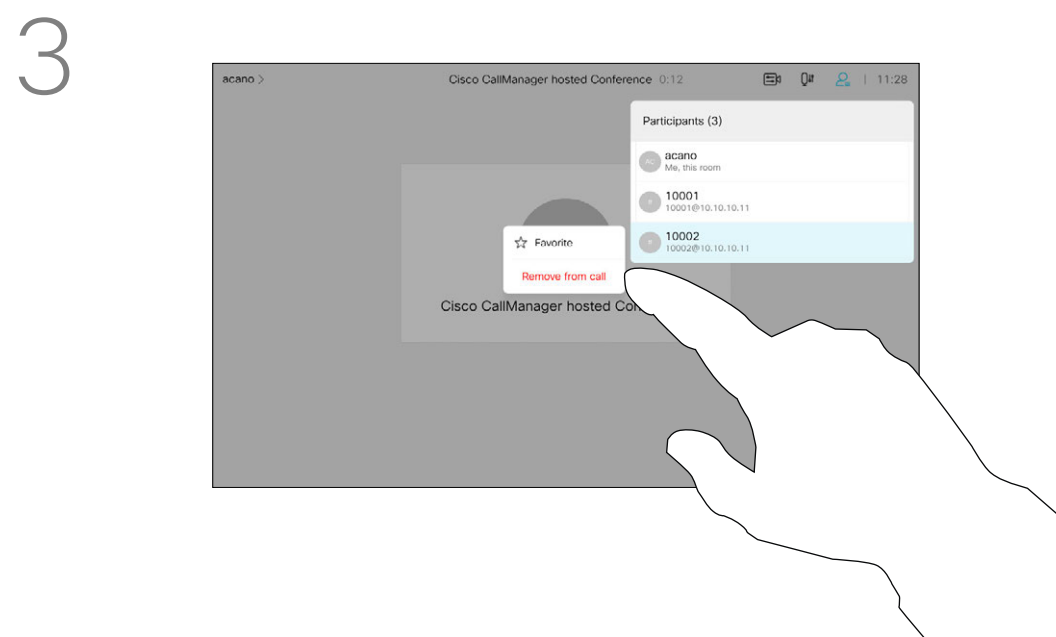 3
acano >
Cisco CallManager hosted Conference 0:12
11:28
Participants (3)
AC
acano
Me, this room
10001
10001@10.10.10.11
10002
10002@10.10.10.11
Favorite
Remove from call
Cisco CallManager hosted